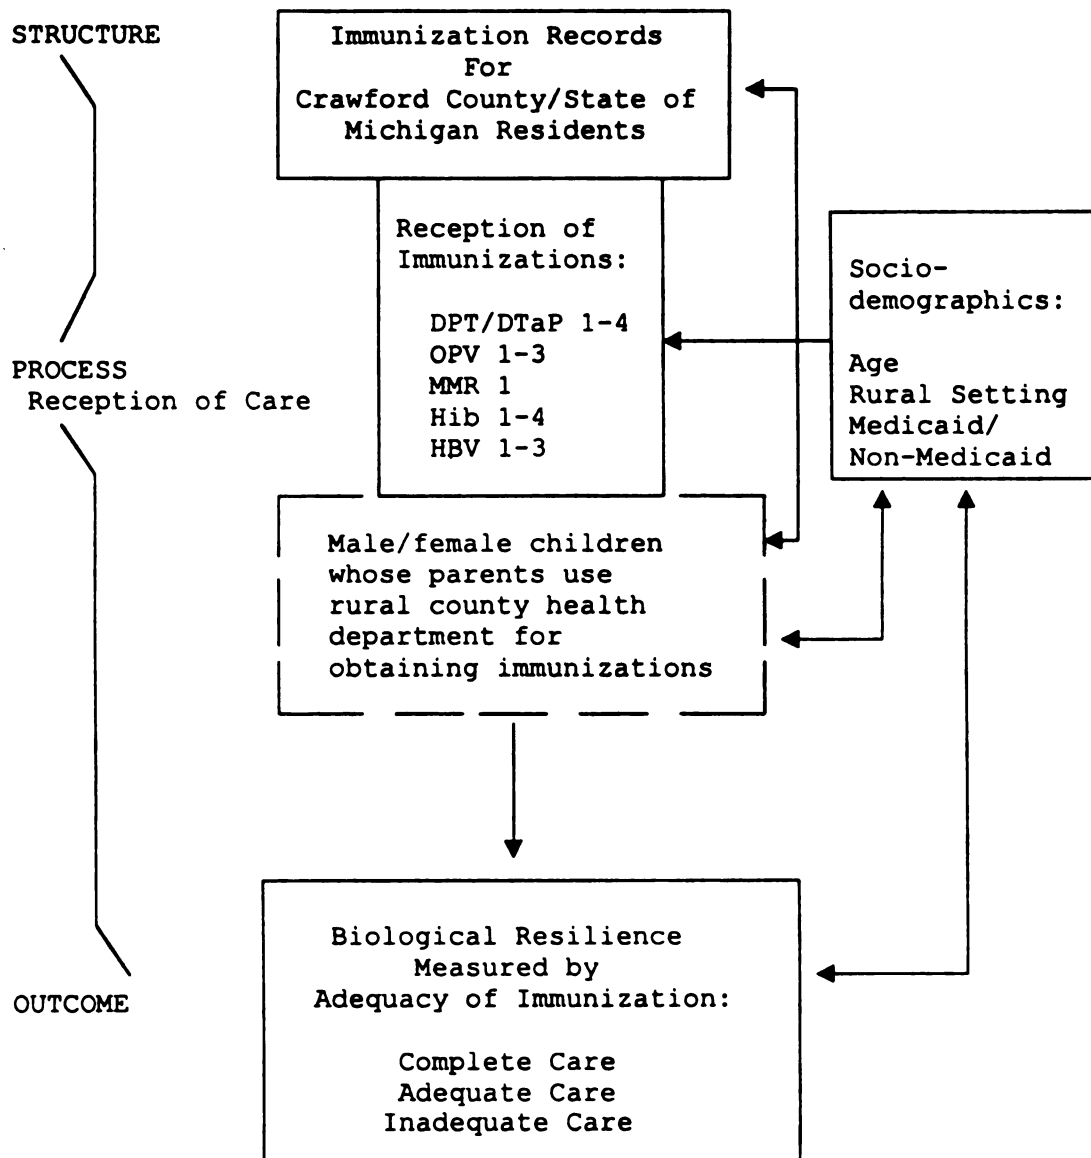 STRUCTURE
Immunization Records
For
Crawford County/State of
Michigan Residents
Reception of
Immunizations:
DPT/DTaP 1-4
OPV 1-3
MMR 1
Hib 1-4
HBV 1-3
Socio-
demographics:
Age
Rural Setting
Medicaid/
Non-Medicaid
PROCESS
Reception of Care
Male/female children
whose parents use
rural county health
department for
obtaining immunizations
Biological Resilience
Measured by
Adequacy of Immunization:
Complete Care
Adequate Care
Inadequate Care
OUTCOME